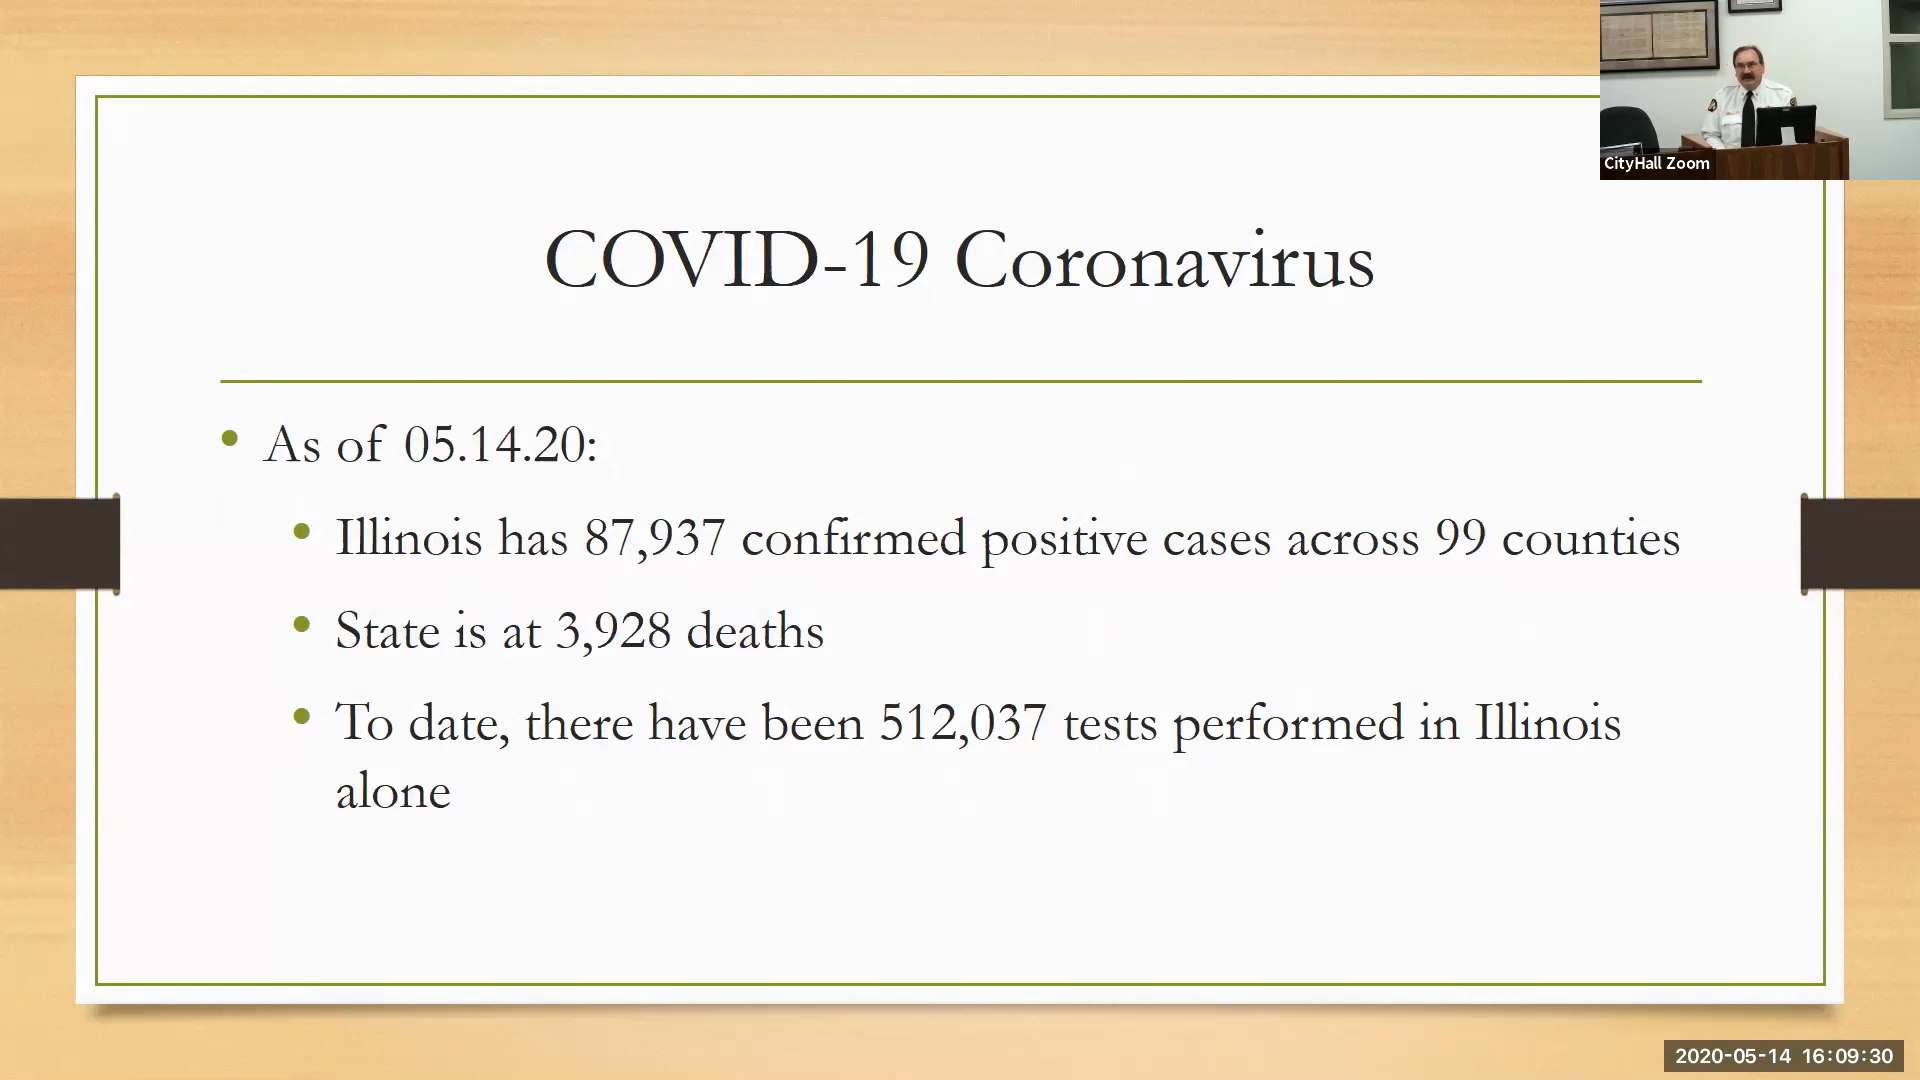 CityHall Zoom
COVID-19 Coronavirus
As of 05.14.20:
Illinois has 87,937 confirmed positive cases across 99 counties
State is at 3,928 deaths
To date, there have been 512,037 tests performed in Illinois
alone
2020-05-14 16:09:30